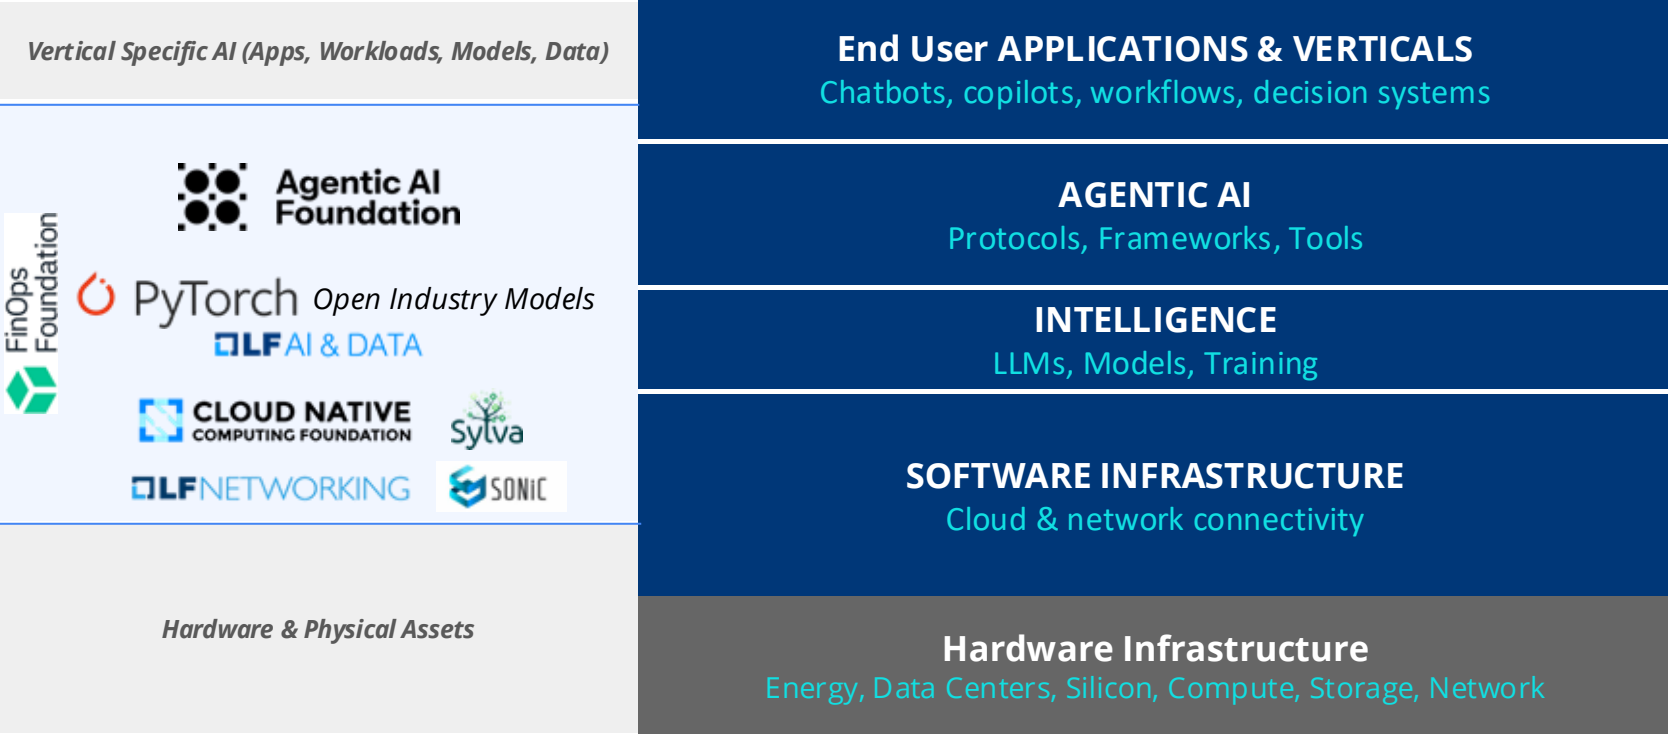 Vertical Specific AI (Apps, Workloads, Models, Data)
Agentic AI
Foundation
FinOps
Foundation
PyTorch
Open Industry Models
LF AI & DATA
CLOUD NATIVE
COMPUTING FOUNDATION
Sylva
LFNETWORKING
SONiC
Hardware & Physical Assets
End User APPLICATIONS & VERTICALS
Chatbots, copilots, workflows, decision systems
AGENTIC AI
Protocols, Frameworks, Tools
INTELLIGENCE
LLMs, Models, Training
SOFTWARE INFRASTRUCTURE
Cloud & network connectivity
Hardware Infrastructure
Energy, Data Centers, Silicon, Compute, Storage, Network